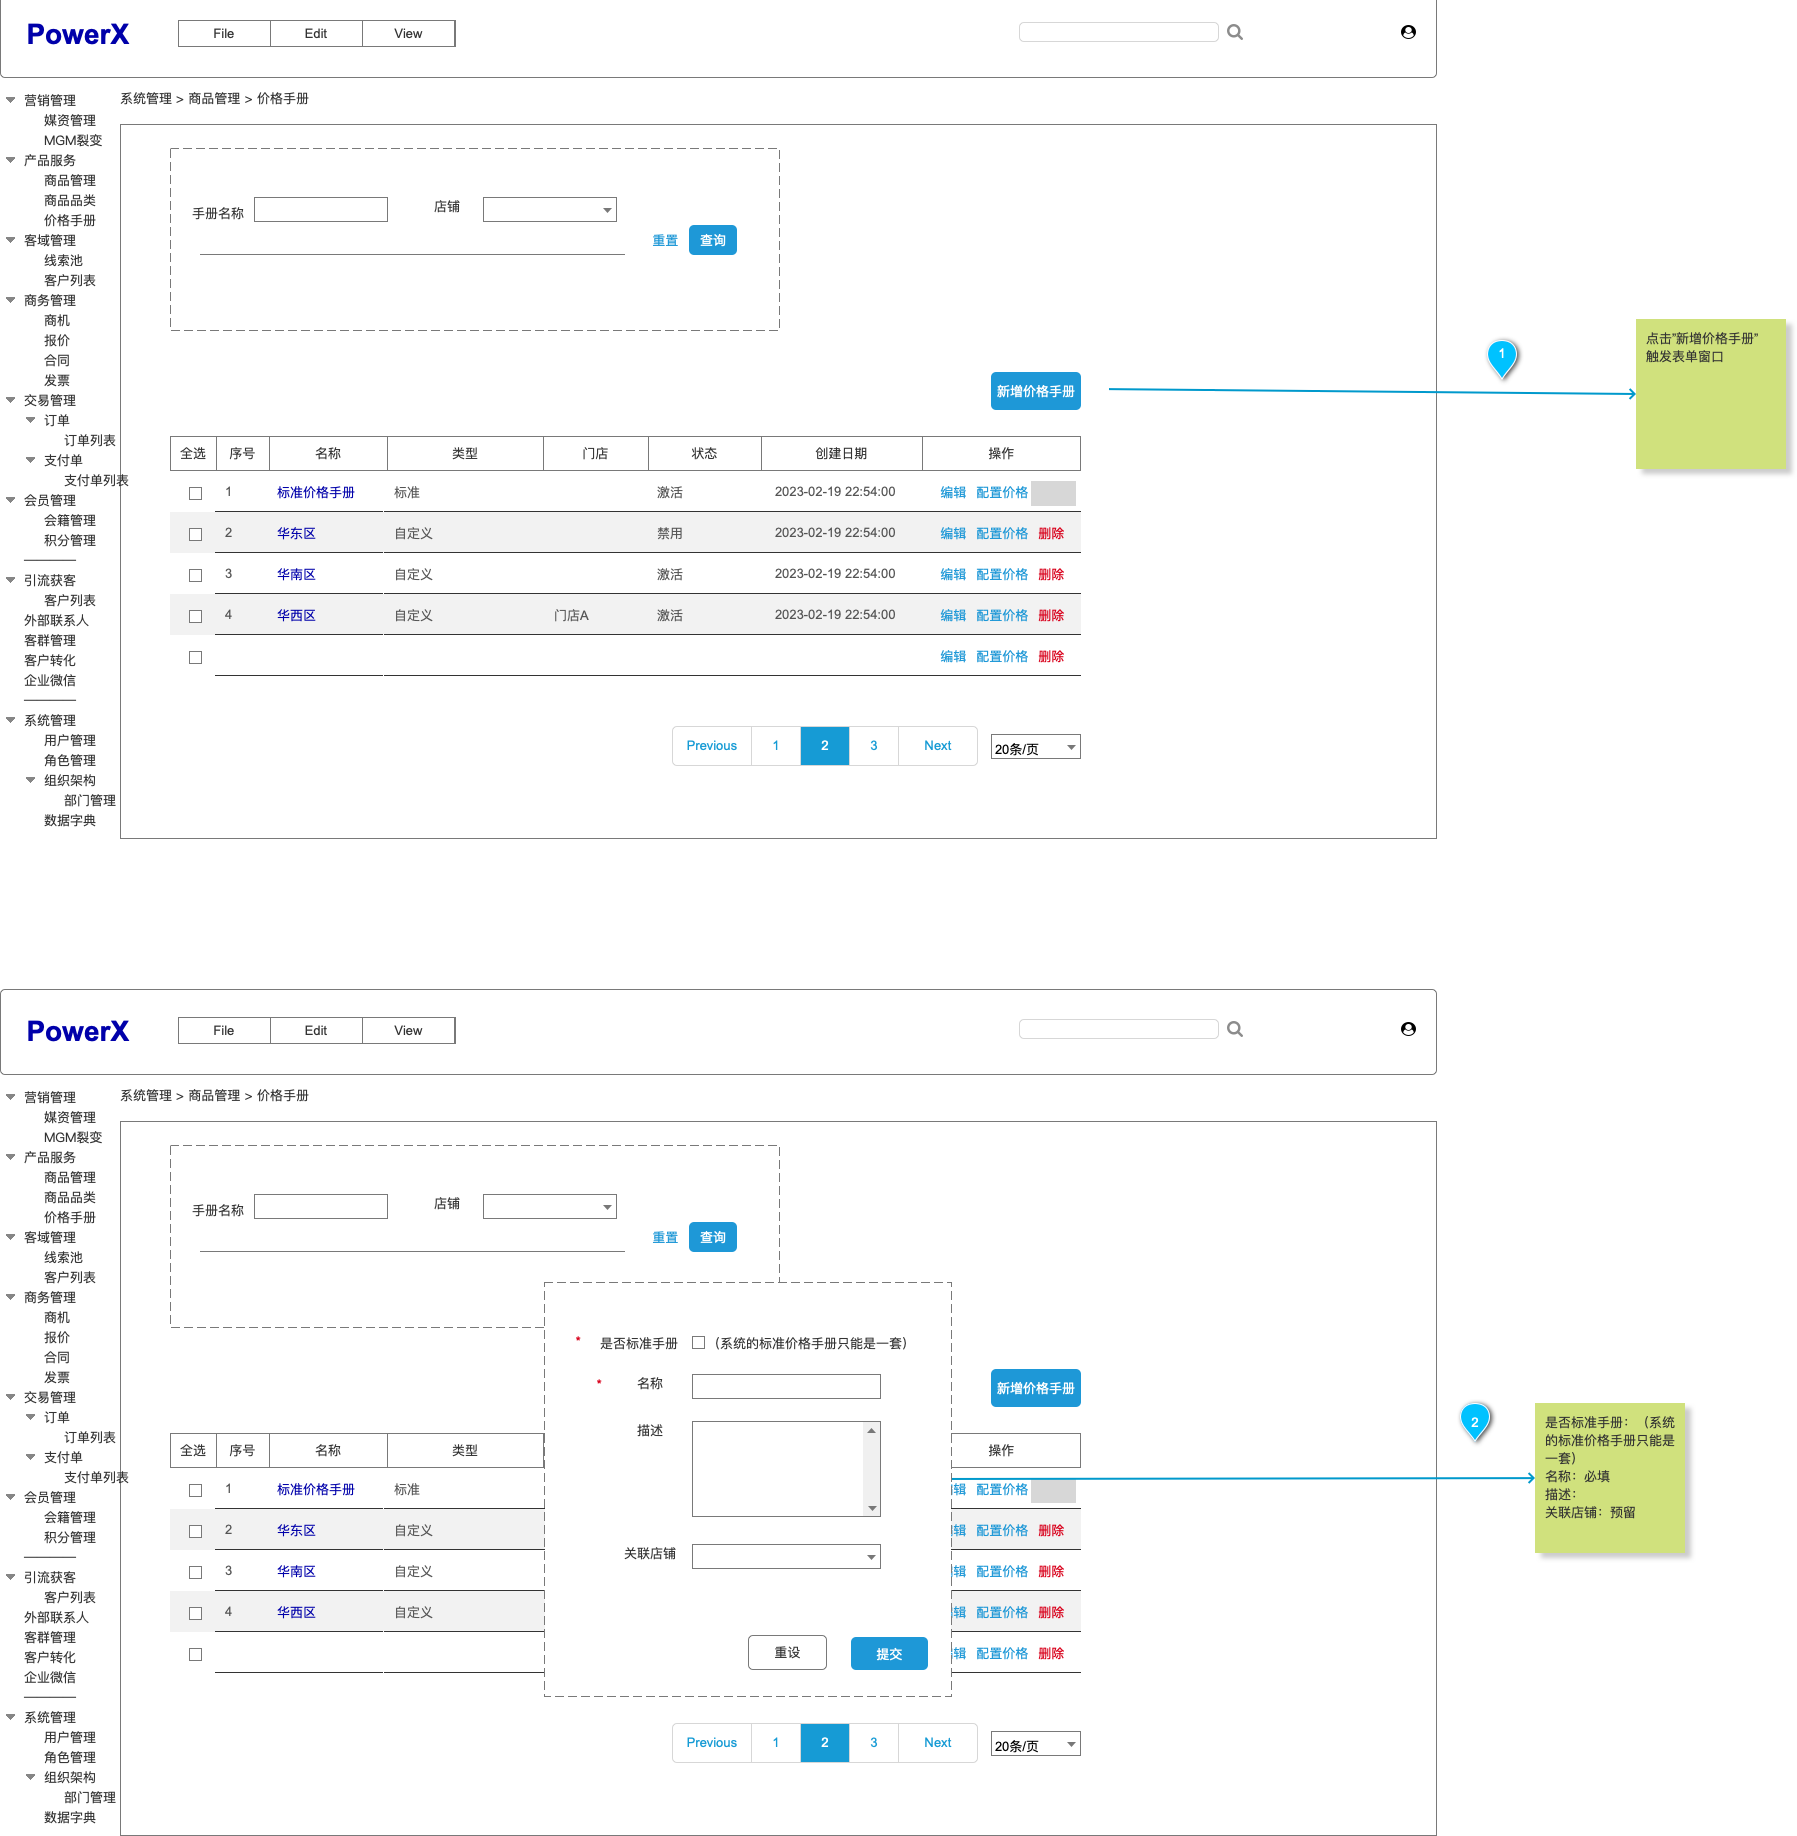 PowerX
File Edit View
系统管理 > 商品管理 > 价格手册
营销管理
媒资管理
MGM裂变
产品服务
商品管理
商品品类
价格手册
客域管理
线索池
客户列表
商务管理
商机
报价
合同
发票
交易管理
订单
订单列表
支付单
支付单列表
会员管理
会籍管理
积分管理
引流获客
客户列表
外部联系人
客群管理
客户转化
企业微信
系统管理
用户管理
角色管理
组织架构
部门管理
数据字典
手册名称 店铺
重置 查询
新增价格手册
全选 序号 名称 类型 门店 状态 创建日期 操作
1 标准价格手册 标准 激活 2023-02-19 22:54:00 编辑 配置价格
2 华东区 自定义 禁用 2023-02-19 22:54:00 编辑 配置价格 删除
3 华南区 自定义 激活 2023-02-19 22:54:00 编辑 配置价格 删除
4 华西区 自定义 门店A 激活 2023-02-19 22:54:00 编辑 配置价格 删除
编辑 配置价格 删除
Previous 1 2 3 Next 20条/页
1
点击”新增价格手册”
触发表单窗口
PowerX
File Edit View
系统管理 > 商品管理 > 价格手册
营销管理
媒资管理
MGM裂变
产品服务
商品管理
商品品类
价格手册
客域管理
线索池
客户列表
商务管理
商机
报价
合同
发票
交易管理
订单
订单列表
支付单
支付单列表
会员管理
会籍管理
积分管理
引流获客
客户列表
外部联系人
客群管理
客户转化
企业微信
系统管理
用户管理
角色管理
组织架构
部门管理
数据字典
手册名称 店铺
重置 查询
新增价格手册
全选 序号 名称 类型 操作
1 标准价格手册 标准 辑 配置价格
2 华东区 自定义 辑 配置价格 删除
3 华南区 自定义 辑 配置价格 删除
4 华西区 自定义 辑 配置价格 删除
辑 配置价格 删除
* 是否标准手册 （系统的标准价格手册只能是一套）
* 名称
描述
关联店铺
重设 提交
Previous 1 2 3 Next 20条/页
2
是否标准手册：（系统
的标准价格手册只能是
一套）
名称：必填
描述：
关联店铺：预留